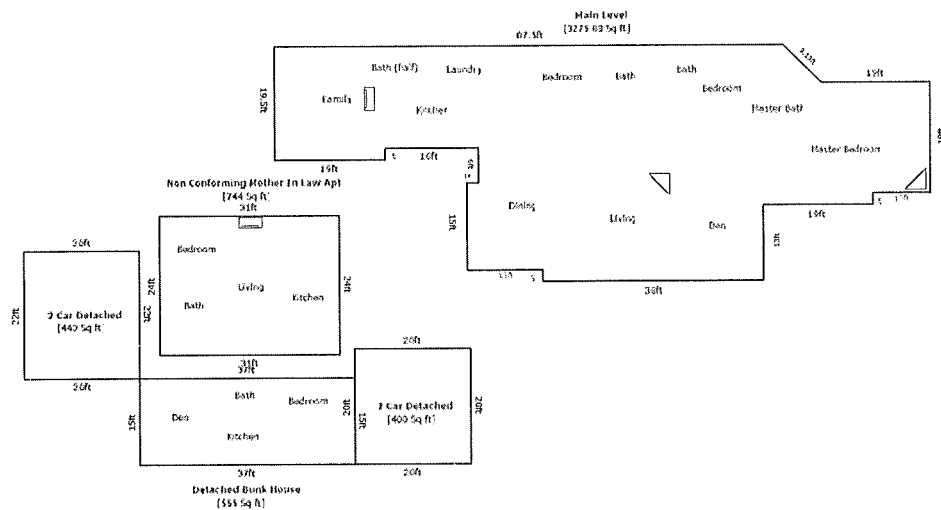 Main Level
[3275.68 Sq ft]
87.5ft
Bath (half)
Laundry
Bedroom
Bath
Bath
Bedroom
18ft
19.5ft
Family
Kitchen
Master Bath
Master Bedroom
19ft
16ft
6ft
Dining
Living
Den
15ft
19ft
13ft
36ft
Non Conforming Mother In Law Apt
[744 Sq ft]
31ft
Bedroom
Living
Bath
Kitchen
24ft
24ft
31ft
2 Car Detached
[440 Sq ft]
22ft
22ft
37ft
20ft
Bath
Bedroom
Den
Kitchen
15ft
20ft
15ft
2 Car Detached
[400 Sq ft]
20ft
37ft
20ft
Detached Bunk House
[555 Sq ft]